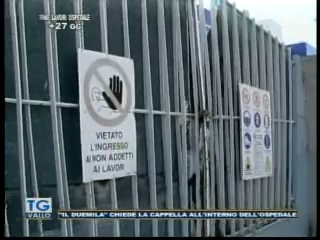 FINE LAVORI OSPEDALE
+27 GG
VIETATO
L'INGRESSO
AI NON ADDETTI
AI LAVORI
TG
VALLO
"IL DUEMILA" CHIEDE LA CAPPELLA ALL'INTERNO DELL'OSPEDALE